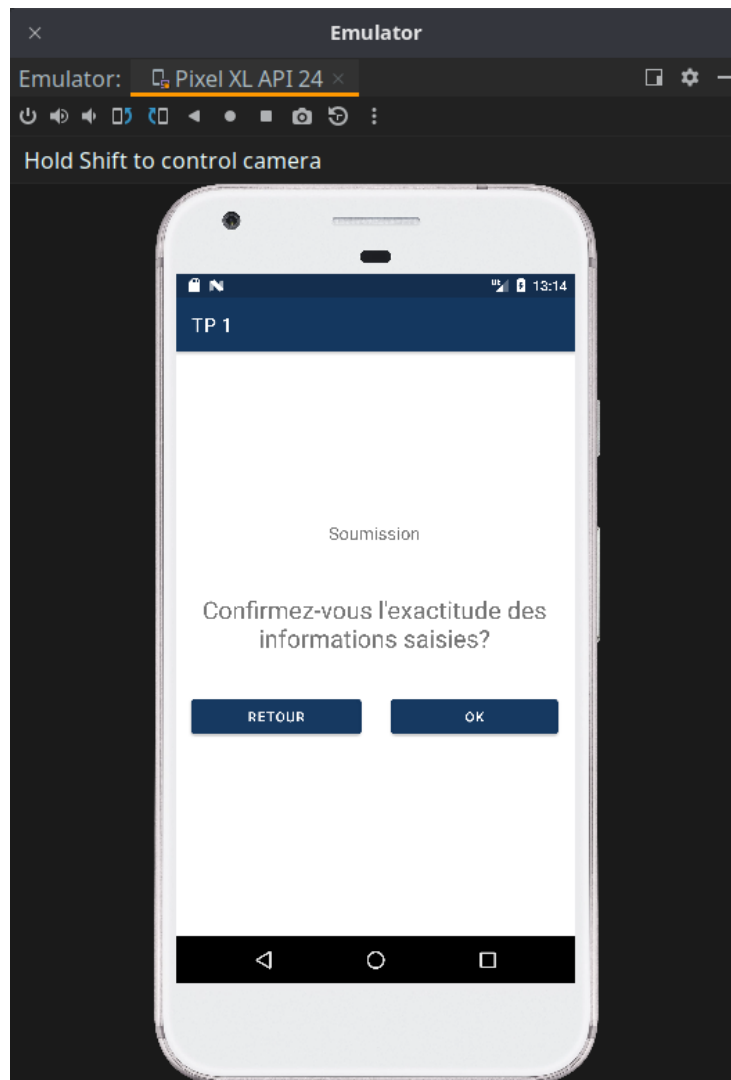 Emulator
Emulator: Pixel XL API 24
Hold Shift to control camera
13:14
TP 1
Soumission
Confirmez-vous l'exactitude des
informations saisies?
RETOUR OK